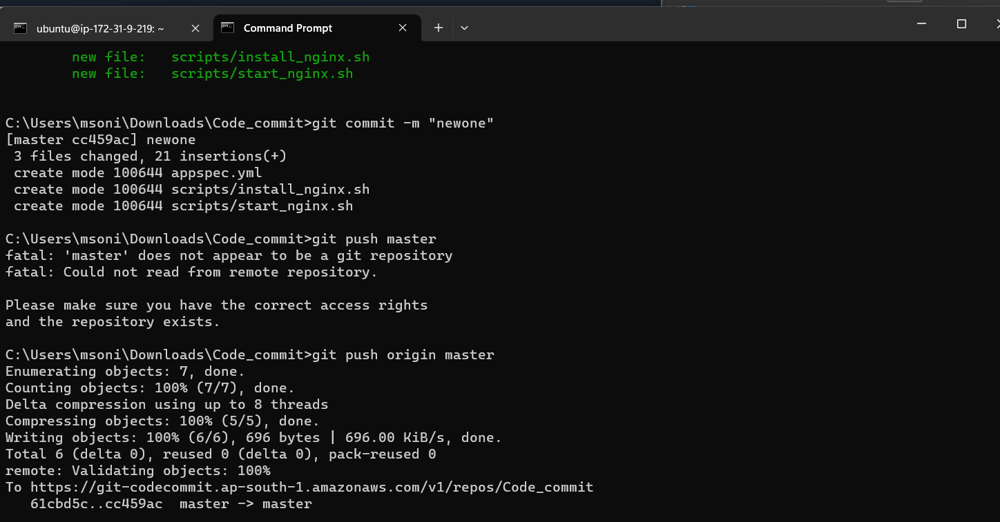 ubuntu@ip-172-31-9-219: ~
Command Prompt
new file:   scripts/install_nginx.sh
new file:   scripts/start_nginx.sh
C:\Users\msoni\Downloads\Code_commit>git commit -m "newone"
[master cc459ac] newone
 3 files changed, 21 insertions(+)
 create mode 100644 appspec.yml
 create mode 100644 scripts/install_nginx.sh
 create mode 100644 scripts/start_nginx.sh
C:\Users\msoni\Downloads\Code_commit>git push master
fatal: 'master' does not appear to be a git repository
fatal: Could not read from remote repository.
Please make sure you have the correct access rights
and the repository exists.
C:\Users\msoni\Downloads\Code_commit>git push origin master
Enumerating objects: 7, done.
Counting objects: 100% (7/7), done.
Delta compression using up to 8 threads
Compressing objects: 100% (5/5), done.
Writing objects: 100% (6/6), 696 bytes | 696.00 KiB/s, done.
Total 6 (delta 0), reused 0 (delta 0), pack-reused 0
remote: Validating objects: 100%
To https://git-codecommit.ap-south-1.amazonaws.com/v1/repos/Code_commit
   61cbd5c..cc459ac  master -> master